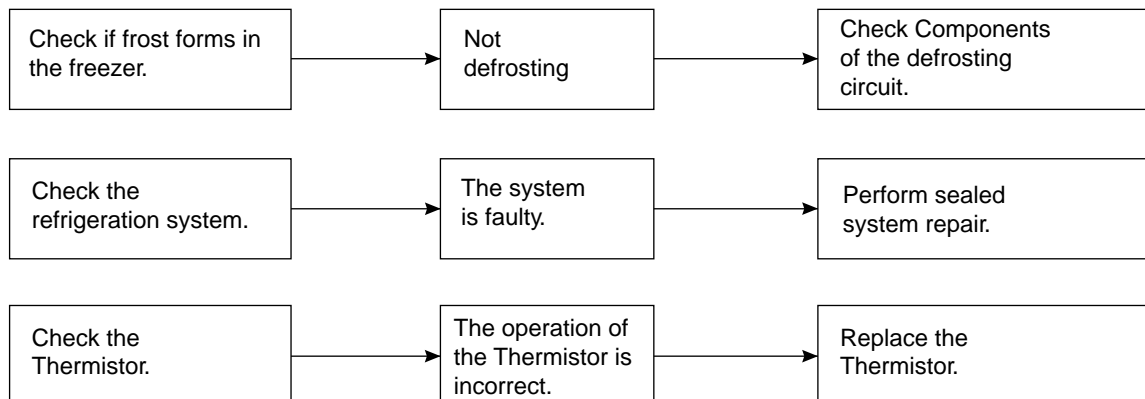 Check if frost forms in
the freezer.
Not
defrosting
Check Components
of the defrosting
circuit.
Check the
refrigeration system.
The system
is faulty.
Perform sealed
system repair.
Check the
Thermistor.
The operation of
the Thermistor is
incorrect.
Replace the
Thermistor.